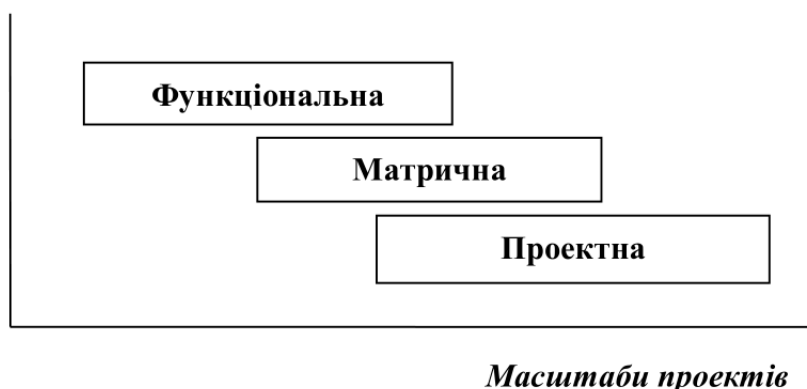 Функціональна
Матрична
Проектна
Масштаби проектів